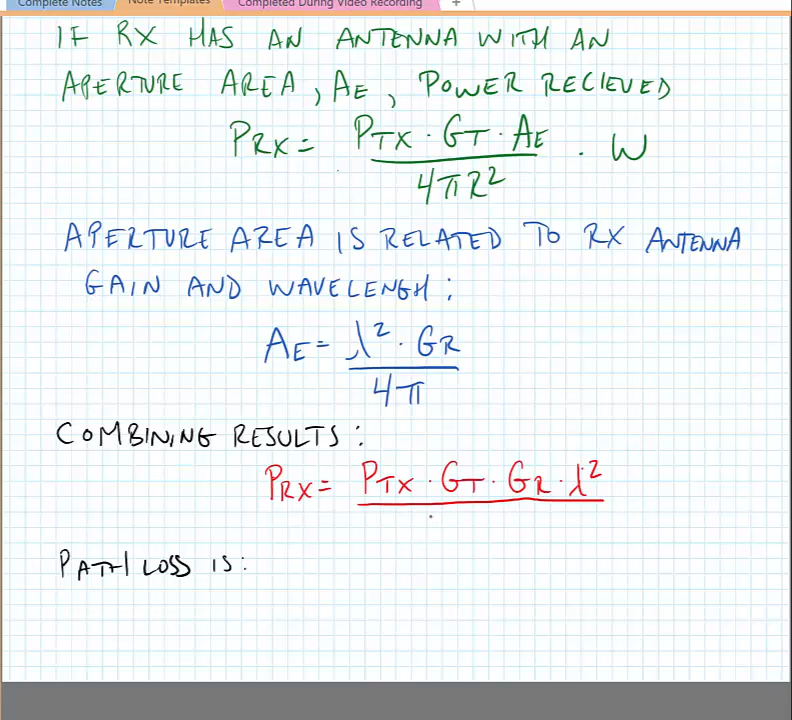 Complete Notes Note Templates Completed During Video Recording +
IF RX HAS AN ANTENNA WITH AN
APERTURE AREA, AE, POWER RECIEVED
PRX = PTX · GT · AE · W
4πR²
APERTURE AREA IS RELATED TO RX ANTENNA
GAIN AND WAVELENGH:
AE = λ² · GR
4π
COMBINING RESULTS:
PRX = PTX · GT · GR · λ²
PATH LOSS IS: